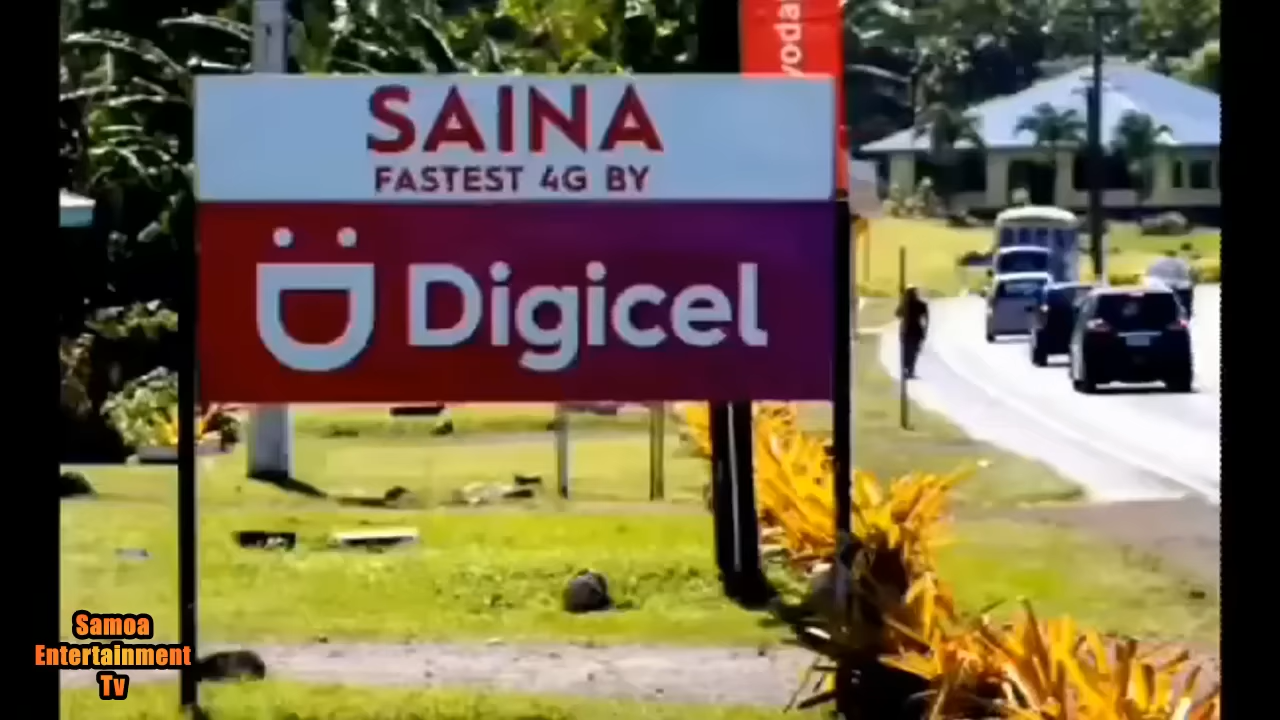 SAINA
FASTEST 4G BY
Digicel
Samoa
Entertainment
Tv